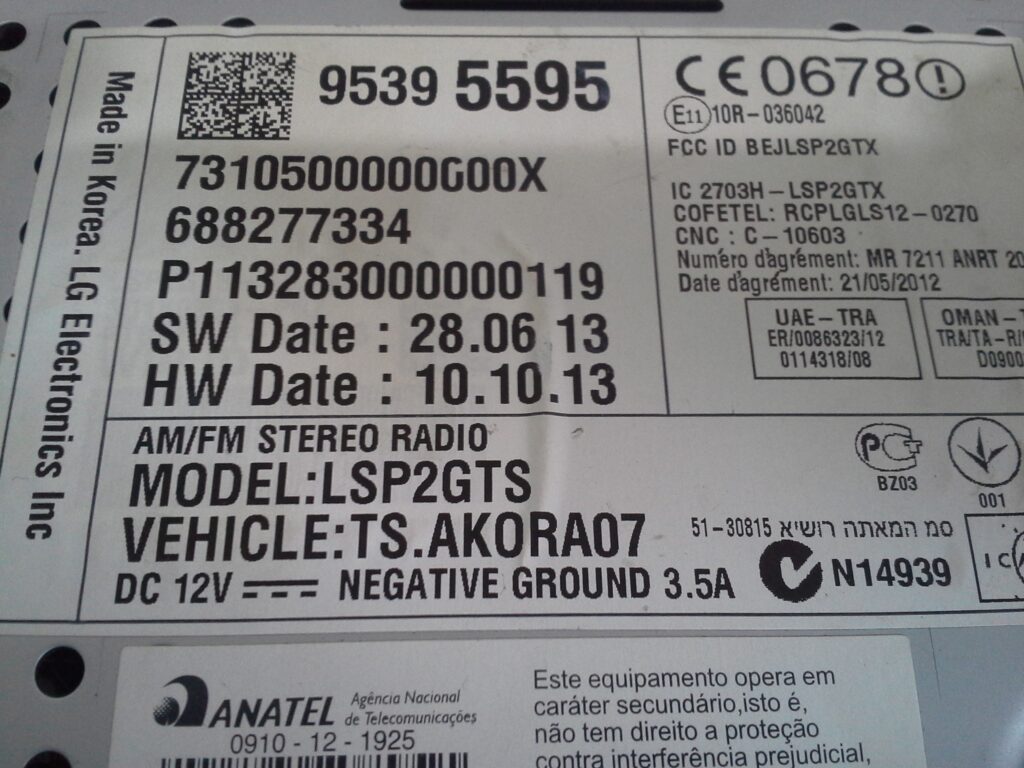 Made in Korea. LG Electronics Inc
9539 5595
7310500000G00X
688277334
P113283000000119
SW Date : 28.06 13
HW Date : 10.10.13
CE0678
E11 10R-036042
FCC ID BEJLSP2GTX
IC 2703H-LSP2GTX
COFETEL: RCPLGLS12-0270
CNC : C-10603
Numéro d'agrément: MR 7211 ANRT 20
Date d'agrément: 21/05/2012
UAE-TRA
ER/0086323/12
0114318/08
OMAN-T
TRA/TA-R/
D0900
AM/FM STEREO RADIO
MODEL:LSP2GTS
VEHICLE:TS.AKORA07
DC 12V NEGATIVE GROUND 3.5A
BZ03
001
51-30815 סמ המאתה רושיא
N14939
IC
ANATEL
Agência Nacional
de Telecomunicações
0910-12-1925
Este equipamento opera em
caráter secundário,isto é,
não tem direito a proteção
contra interferência prejudicial,